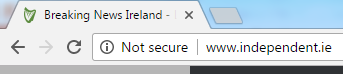 Breaking News Ireland -
Not secure | www.independent.ie